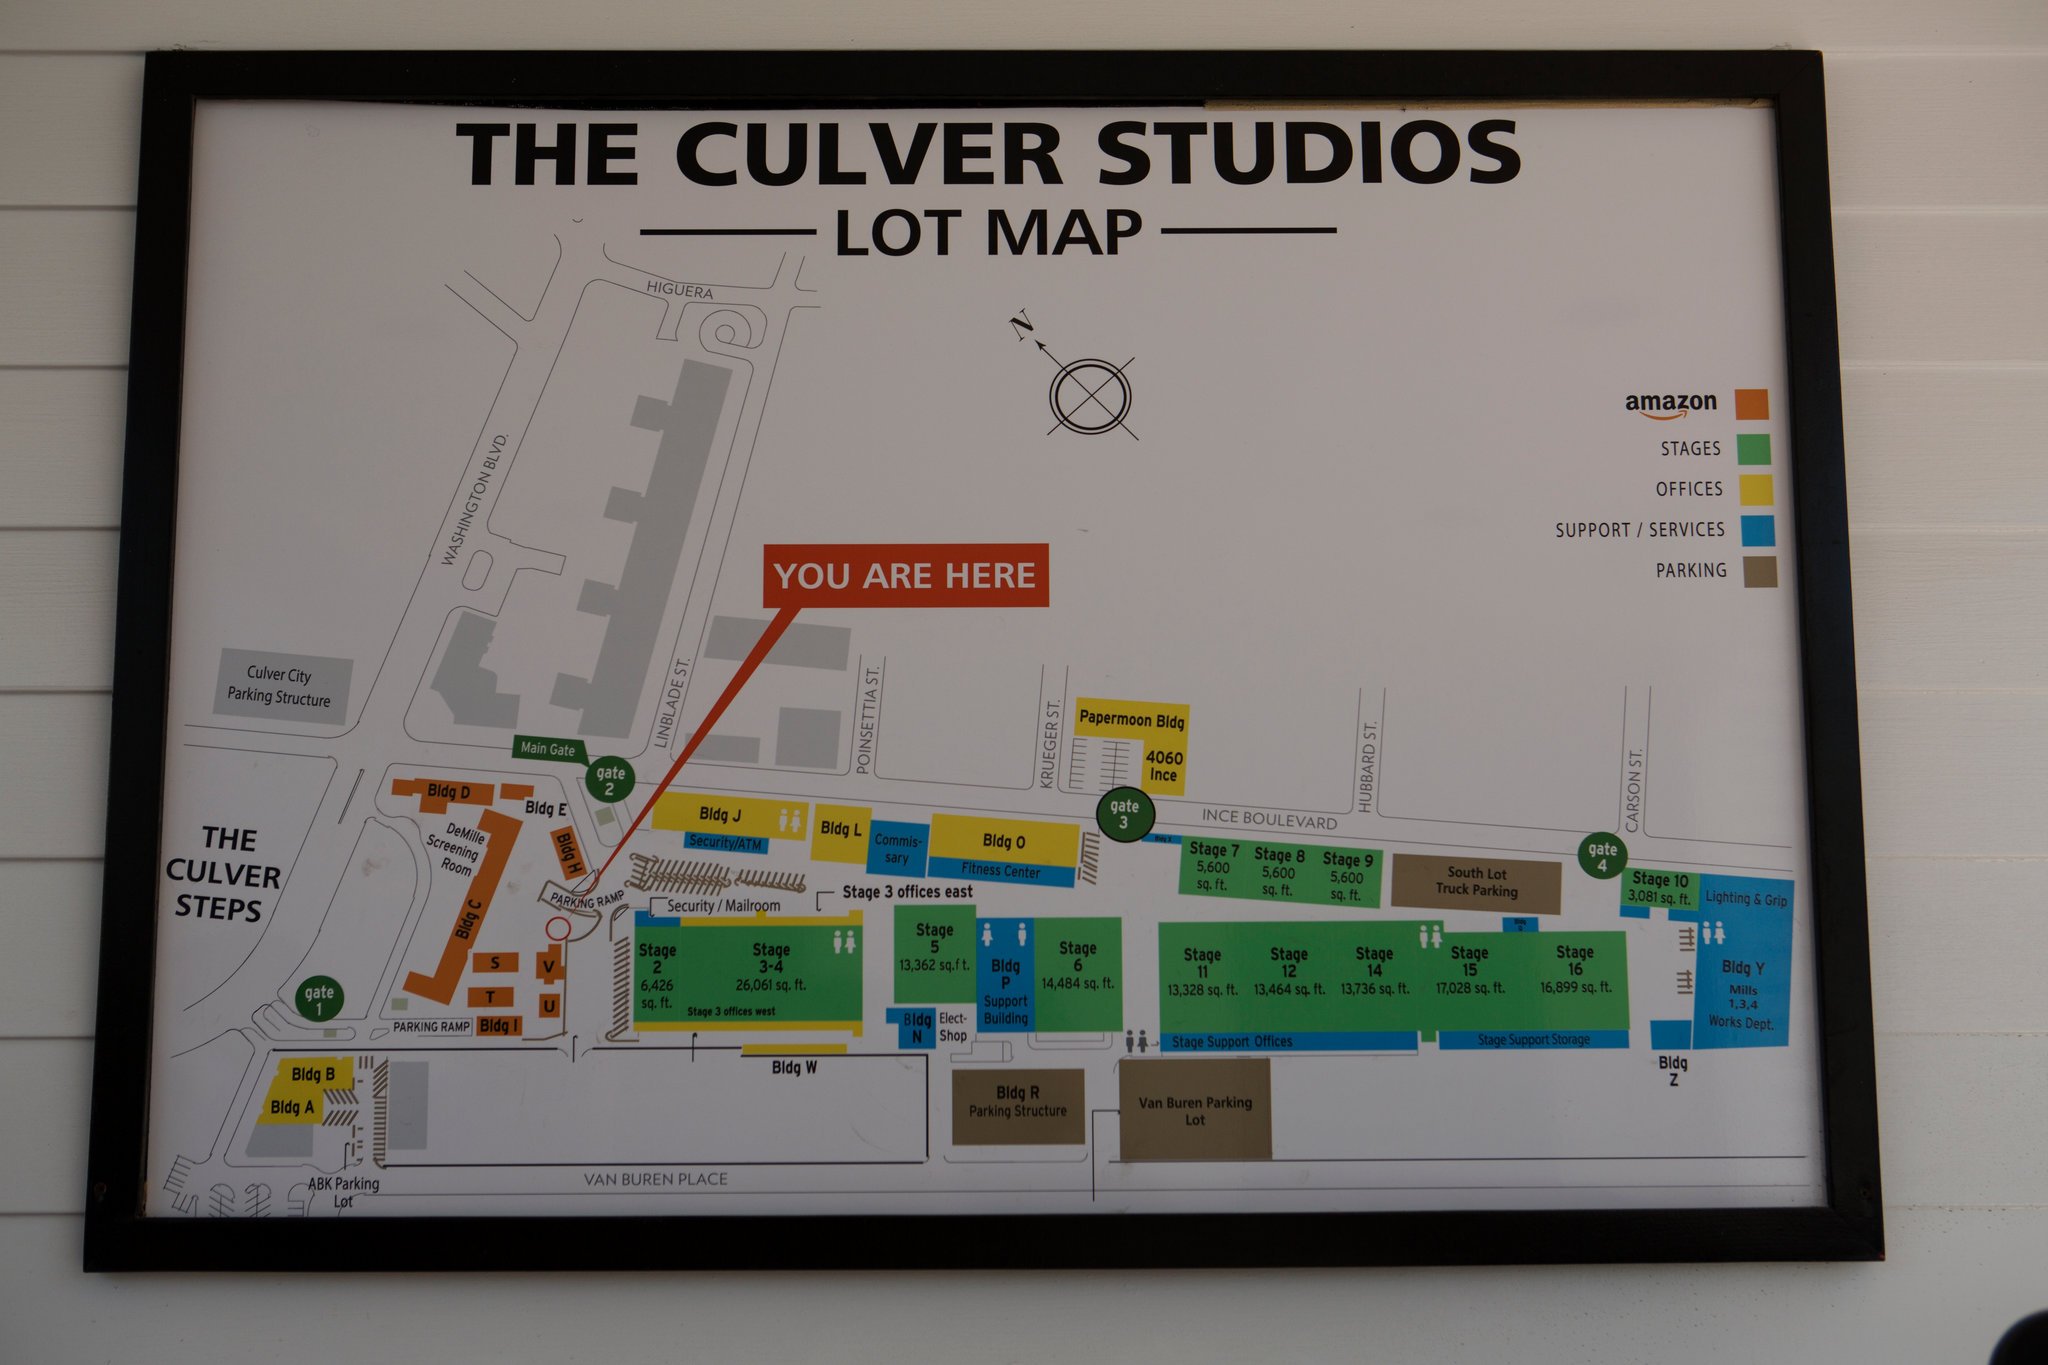 THE CULVER STUDIOS
LOT MAP
HIGUERA
N
amazon
STAGES
OFFICES
SUPPORT / SERVICES
PARKING
WASHINGTON BLVD.
YOU ARE HERE
Culver City
Parking Structure
LINBLADE ST.
POINSETTIA ST.
KRUEGER ST.
HUBBARD ST.
CARSON ST.
Papermoon Bldg
4060
Ince
Main Gate
gate
2
gate
3
INCE BOULEVARD
gate
4
Bldg D
Bldg E
DeMille
Screening
Room
Bldg H
Bldg C
Bldg J
Security/ATM
Bldg L
Commis-
sary
Bldg O
Fitness Center
Stage 7
5,600
sq. ft.
Stage 8
5,600
sq. ft.
Stage 9
5,600
sq. ft.
South Lot
Truck Parking
Stage 10
3,081 sq. ft.
Lighting & Grip
THE
CULVER
STEPS
PARKING RAMP
Security / Mailroom
Stage 3 offices east
Stage
2
6,426
sq. ft.
Stage
3-4
26,061 sq. ft.
Stage 3 offices west
Stage
5
13,362 sq.ft.
Bldg
P
Support
Building
Stage
6
14,484 sq. ft.
Stage
11
13,328 sq. ft.
Stage
12
13,464 sq. ft.
Stage
14
13,736 sq. ft.
Stage
15
17,028 sq. ft.
Stage
16
16,899 sq. ft.
Bldg Y
Mills
1,3,4
Works Dept.
S
V
T
U
Bldg I
gate
1
PARKING RAMP
Bldg
N
Elect-
Shop
Stage Support Offices
Stage Support Storage
Bldg
Z
Bldg W
Bldg B
Bldg A
Bldg R
Parking Structure
Van Buren Parking
Lot
ABK Parking
Lot
VAN BUREN PLACE